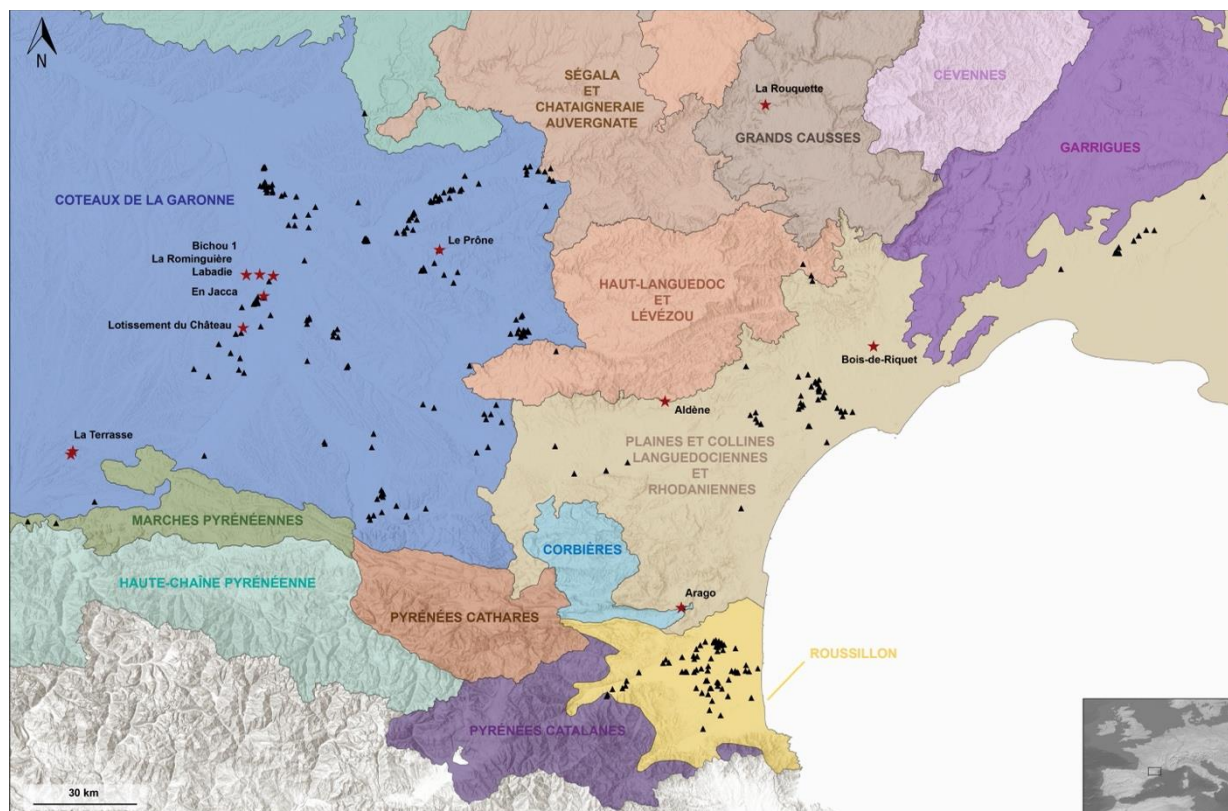 N
SÉGALA
ET
CHATAIGNERAIE
AUVERGNATE
La Rouquette
CÉVENNES
GRANDS CAUSSES
GARRIGUES
COTEAUX DE LA GARONNE
Bichou 1
La Rominguière
Labadie
En Jacca
Lotissement du Château
Le Prône
HAUT-LANGUEDOC
ET
LÉVÉZOU
Bois-de-Riquet
Aldène
La Terrasse
PLAINES ET COLLINES
LANGUEDOCIENNES
ET
RHODANIENNES
MARCHES PYRÉNÉENNES
CORBIÈRES
HAUTE-CHAÎNE PYRÉNÉENNE
PYRÉNÉES CATHARES
Arago
ROUSSILLON
PYRÉNÉES CATALANES
30 km